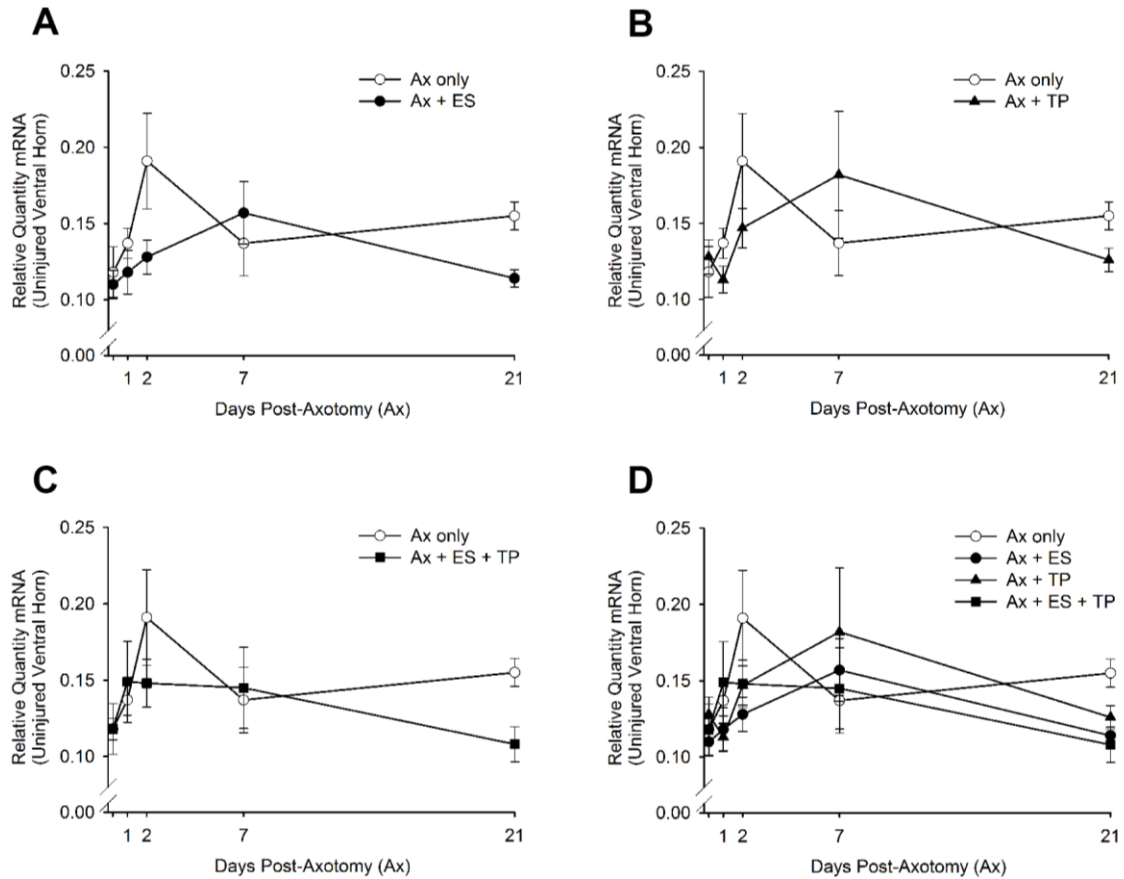 A
0.25
0.20
0.15
0.10
0.00
Relative Quantity mRNA
(Uninjured Ventral Horn)
Ax only
Ax + ES
1 2 7 21
Days Post-Axotomy (Ax)
B
0.25
0.20
0.15
0.10
0.00
Relative Quantity mRNA
(Uninjured Ventral Horn)
Ax only
Ax + TP
1 2 7 21
Days Post-Axotomy (Ax)
C
0.25
0.20
0.15
0.10
0.00
Relative Quantity mRNA
(Uninjured Ventral Horn)
Ax only
Ax + ES + TP
1 2 7 21
Days Post-Axotomy (Ax)
D
0.25
0.20
0.15
0.10
0.00
Relative Quantity mRNA
(Uninjured Ventral Horn)
Ax only
Ax + ES
Ax + TP
Ax + ES + TP
1 2 7 21
Days Post-Axotomy (Ax)